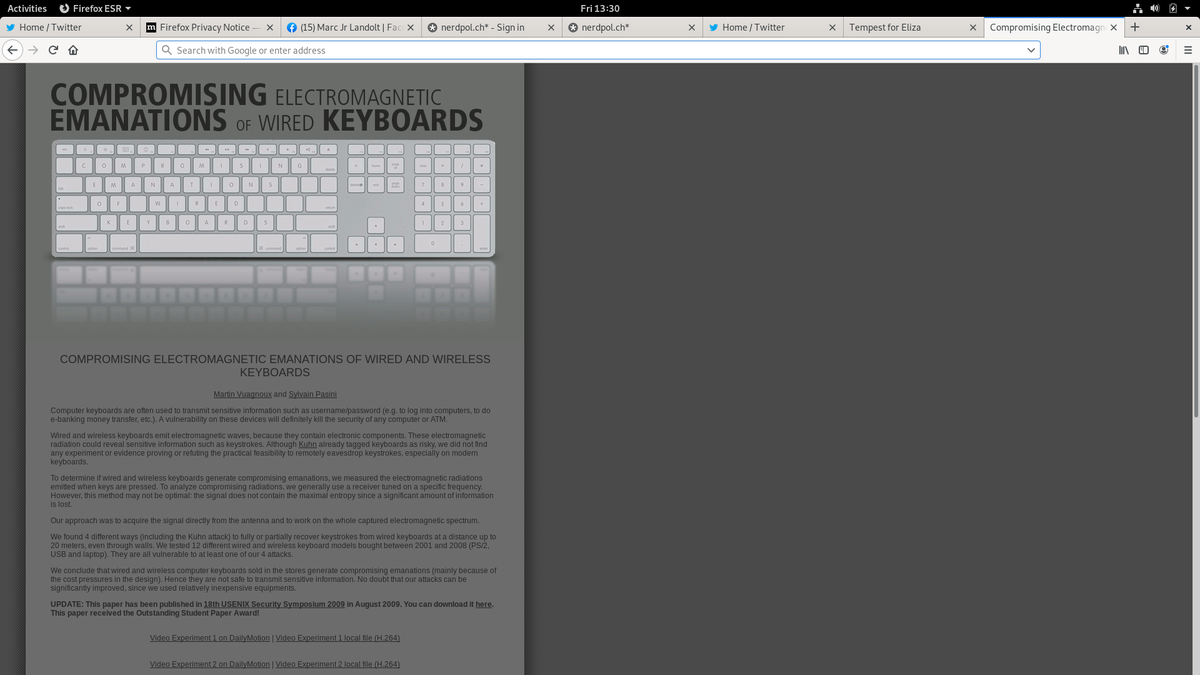 Activities Firefox ESR Fri 13:30
Home / Twitter Firefox Privacy Notice — (15) Marc Jr Landolt | Fac nerdpol.ch* - Sign in nerdpol.ch* Home / Twitter Tempest for Eliza Compromising Electromagn
Search with Google or enter address
COMPROMISING ELECTROMAGNETIC
EMANATIONS OF WIRED KEYBOARDS
C O M P R O M I S I N G
E M A N A T I O N S 7 8 9
O F W I R E D 4 5 6
K E Y B O A R D S 1 2 3
0
COMPROMISING ELECTROMAGNETIC EMANATIONS OF WIRED AND WIRELESS
KEYBOARDS
Martin Vuagnoux and Sylvain Pasini
Computer keyboards are often used to transmit sensitive information such as username/password (e.g. to log into computers, to do
e-banking money transfer, etc.). A vulnerability on these devices will definitely kill the security of any computer or ATM.
Wired and wireless keyboards emit electromagnetic waves, because they contain electronic components. These electromagnetic
radiation could reveal sensitive information such as keystrokes. Although Kuhn already tagged keyboards as risky, we did not find
any experiment or evidence proving or refuting the practical feasibility to remotely eavesdrop keystrokes, especially on modern
keyboards.
To determine if wired and wireless keyboards generate compromising emanations, we measured the electromagnetic radiations
emitted when keys are pressed. To analyze compromising radiations, we generally use a receiver tuned on a specific frequency.
However, this method may not be optimal: the signal does not contain the maximal entropy since a significant amount of information
is lost.
Our approach was to acquire the signal directly from the antenna and to work on the whole captured electromagnetic spectrum.
We found 4 different ways (including the Kuhn attack) to fully or partially recover keystrokes from wired keyboards at a distance up to
20 meters, even through walls. We tested 12 different wired and wireless keyboard models bought between 2001 and 2008 (PS/2,
USB and laptop). They are all vulnerable to at least one of our 4 attacks.
We conclude that wired and wireless computer keyboards sold in the stores generate compromising emanations (mainly because of
the cost pressures in the design). Hence they are not safe to transmit sensitive information. No doubt that our attacks can be
significantly improved, since we used relatively inexpensive equipments.
UPDATE: This paper has been published in 18th USENIX Security Symposium 2009 in August 2009. You can download it here.
This paper received the Outstanding Student Paper Award!
Video Experiment 1 on DailyMotion | Video Experiment 1 local file (H.264)
Video Experiment 2 on DailyMotion | Video Experiment 2 local file (H.264)